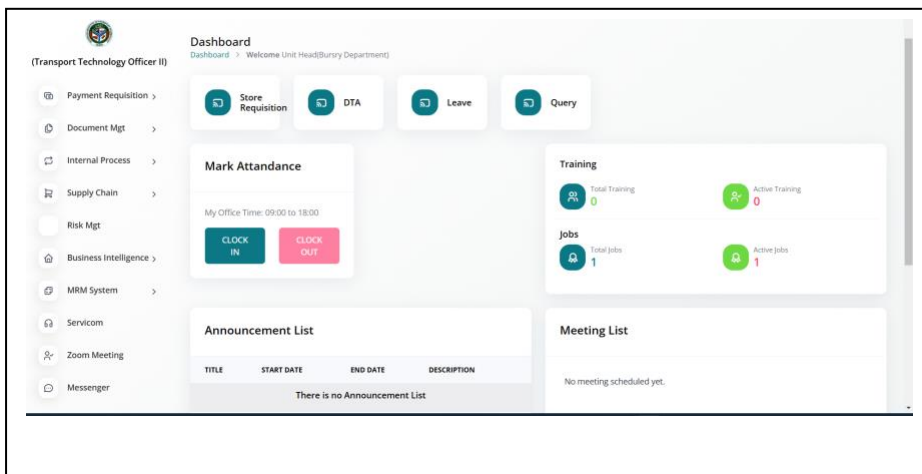 (Transport Technology Officer II)
Payment Requisition
Document Mgt
Internal Process
Supply Chain
Risk Mgt
Business Intelligence
MRM System
Servicom
Zoom Meeting
Messenger
Dashboard
Dashboard > Welcome Unit Head(Bursry Department)
Store
Requisition
DTA
Leave
Query
Mark Attandance
My Office Time: 09:00 to 18:00
CLOCK
IN
CLOCK
OUT
Training
Total Training
0
Active Training
0
Jobs
Total Jobs
1
Active Jobs
1
Announcement List
TITLE START DATE END DATE DESCRIPTION
There is no Announcement List
Meeting List
No meeting scheduled yet.